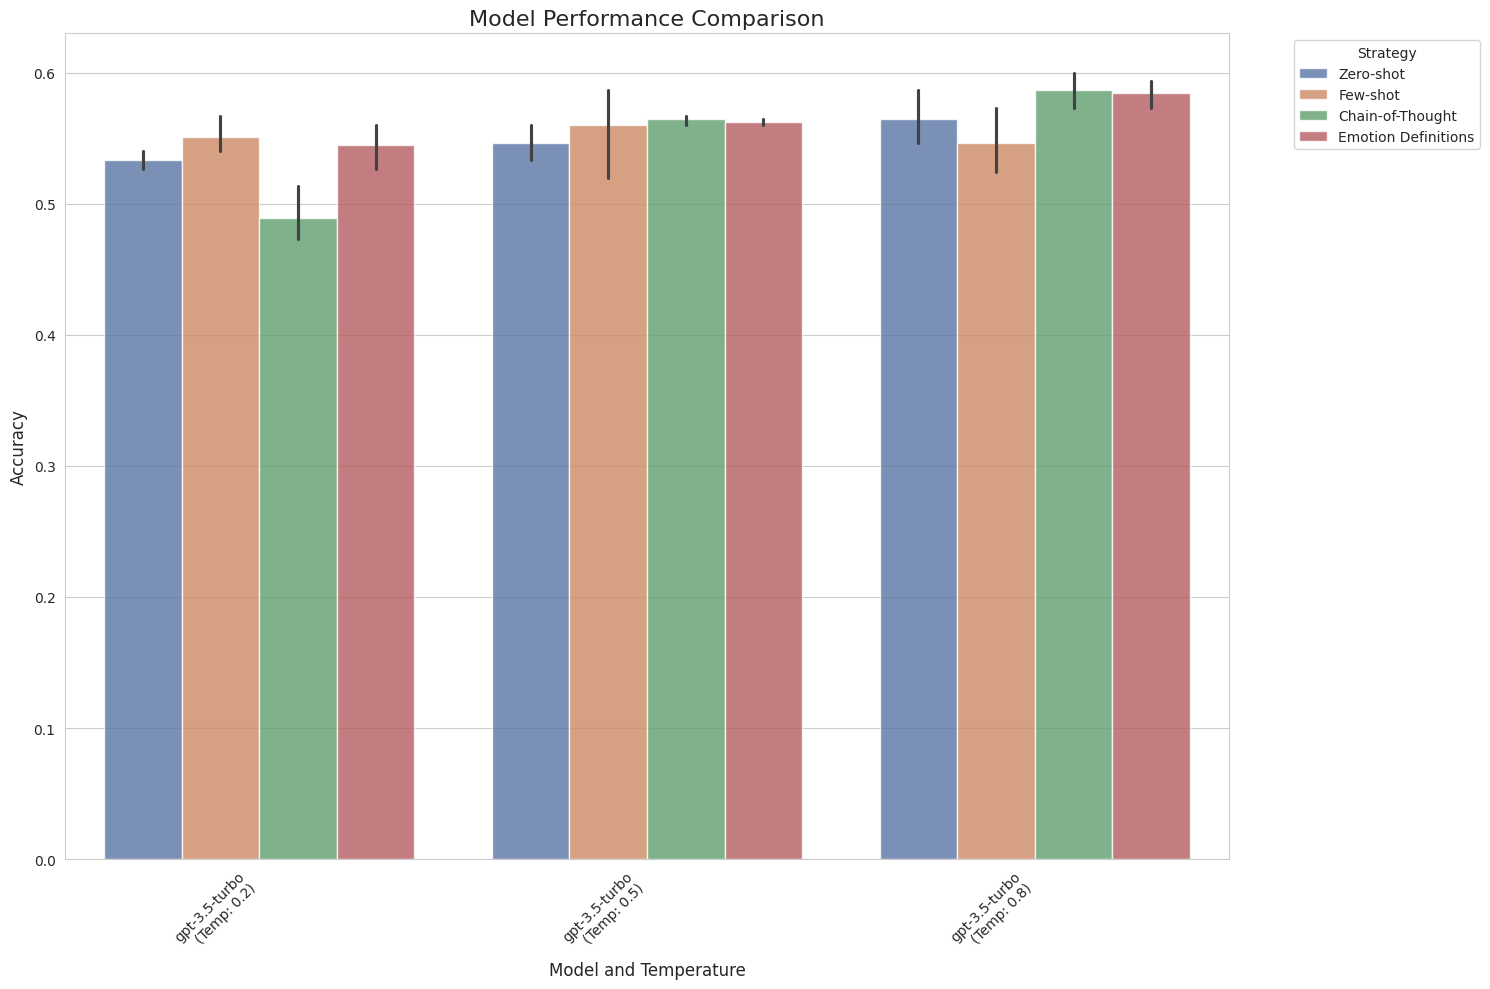 Model Performance Comparison
Strategy
Zero-shot
Few-shot
Chain-of-Thought
Emotion Definitions
Accuracy
0.6
0.5
0.4
0.3
0.2
0.1
0.0
gpt-3.5-turbo
(Temp: 0.2)
gpt-3.5-turbo
(Temp: 0.5)
gpt-3.5-turbo
(Temp: 0.8)
Model and Temperature